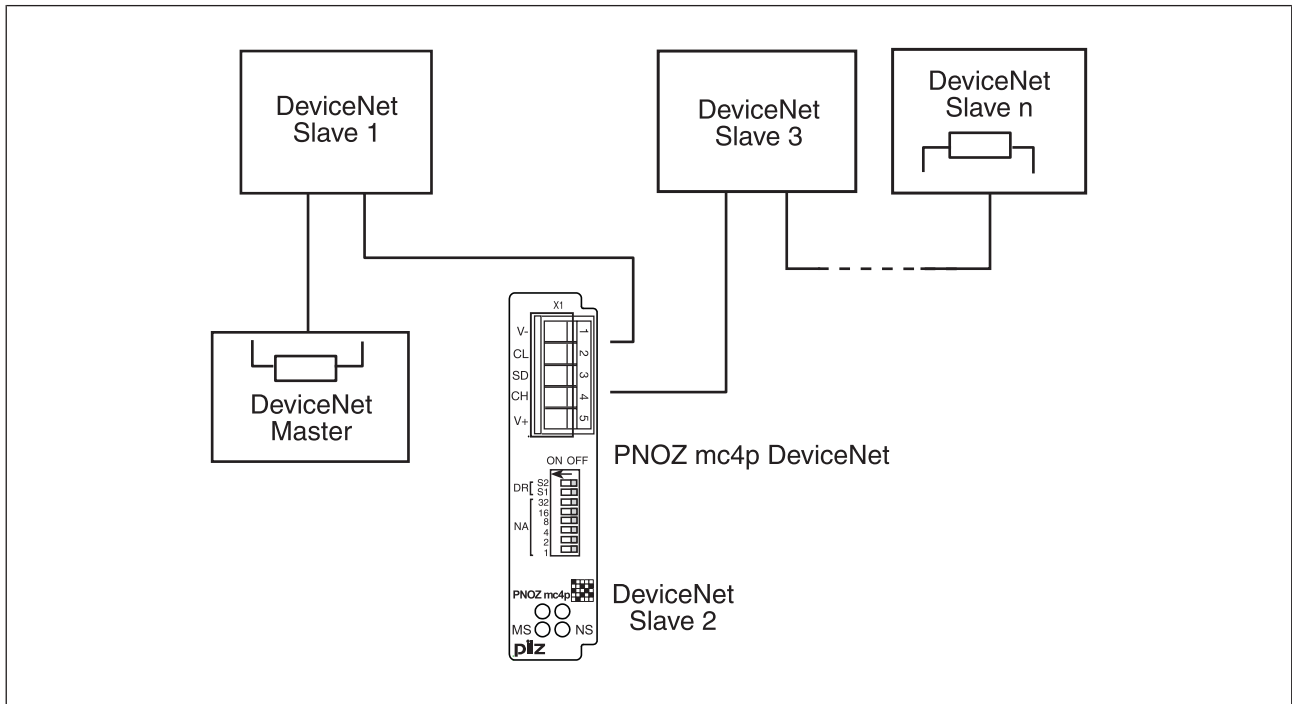 DeviceNet
Slave 1
DeviceNet
Slave 3
DeviceNet
Slave n
DeviceNet
Master
X1
V- 1
CL 2
SD 3
CH 4
V+ 5
PNOZ mc4p DeviceNet
ON OFF
DR S2
S1
32
16
NA 8
4
2
1
PNOZ mc4p
MS NS
pilz
DeviceNet
Slave 2